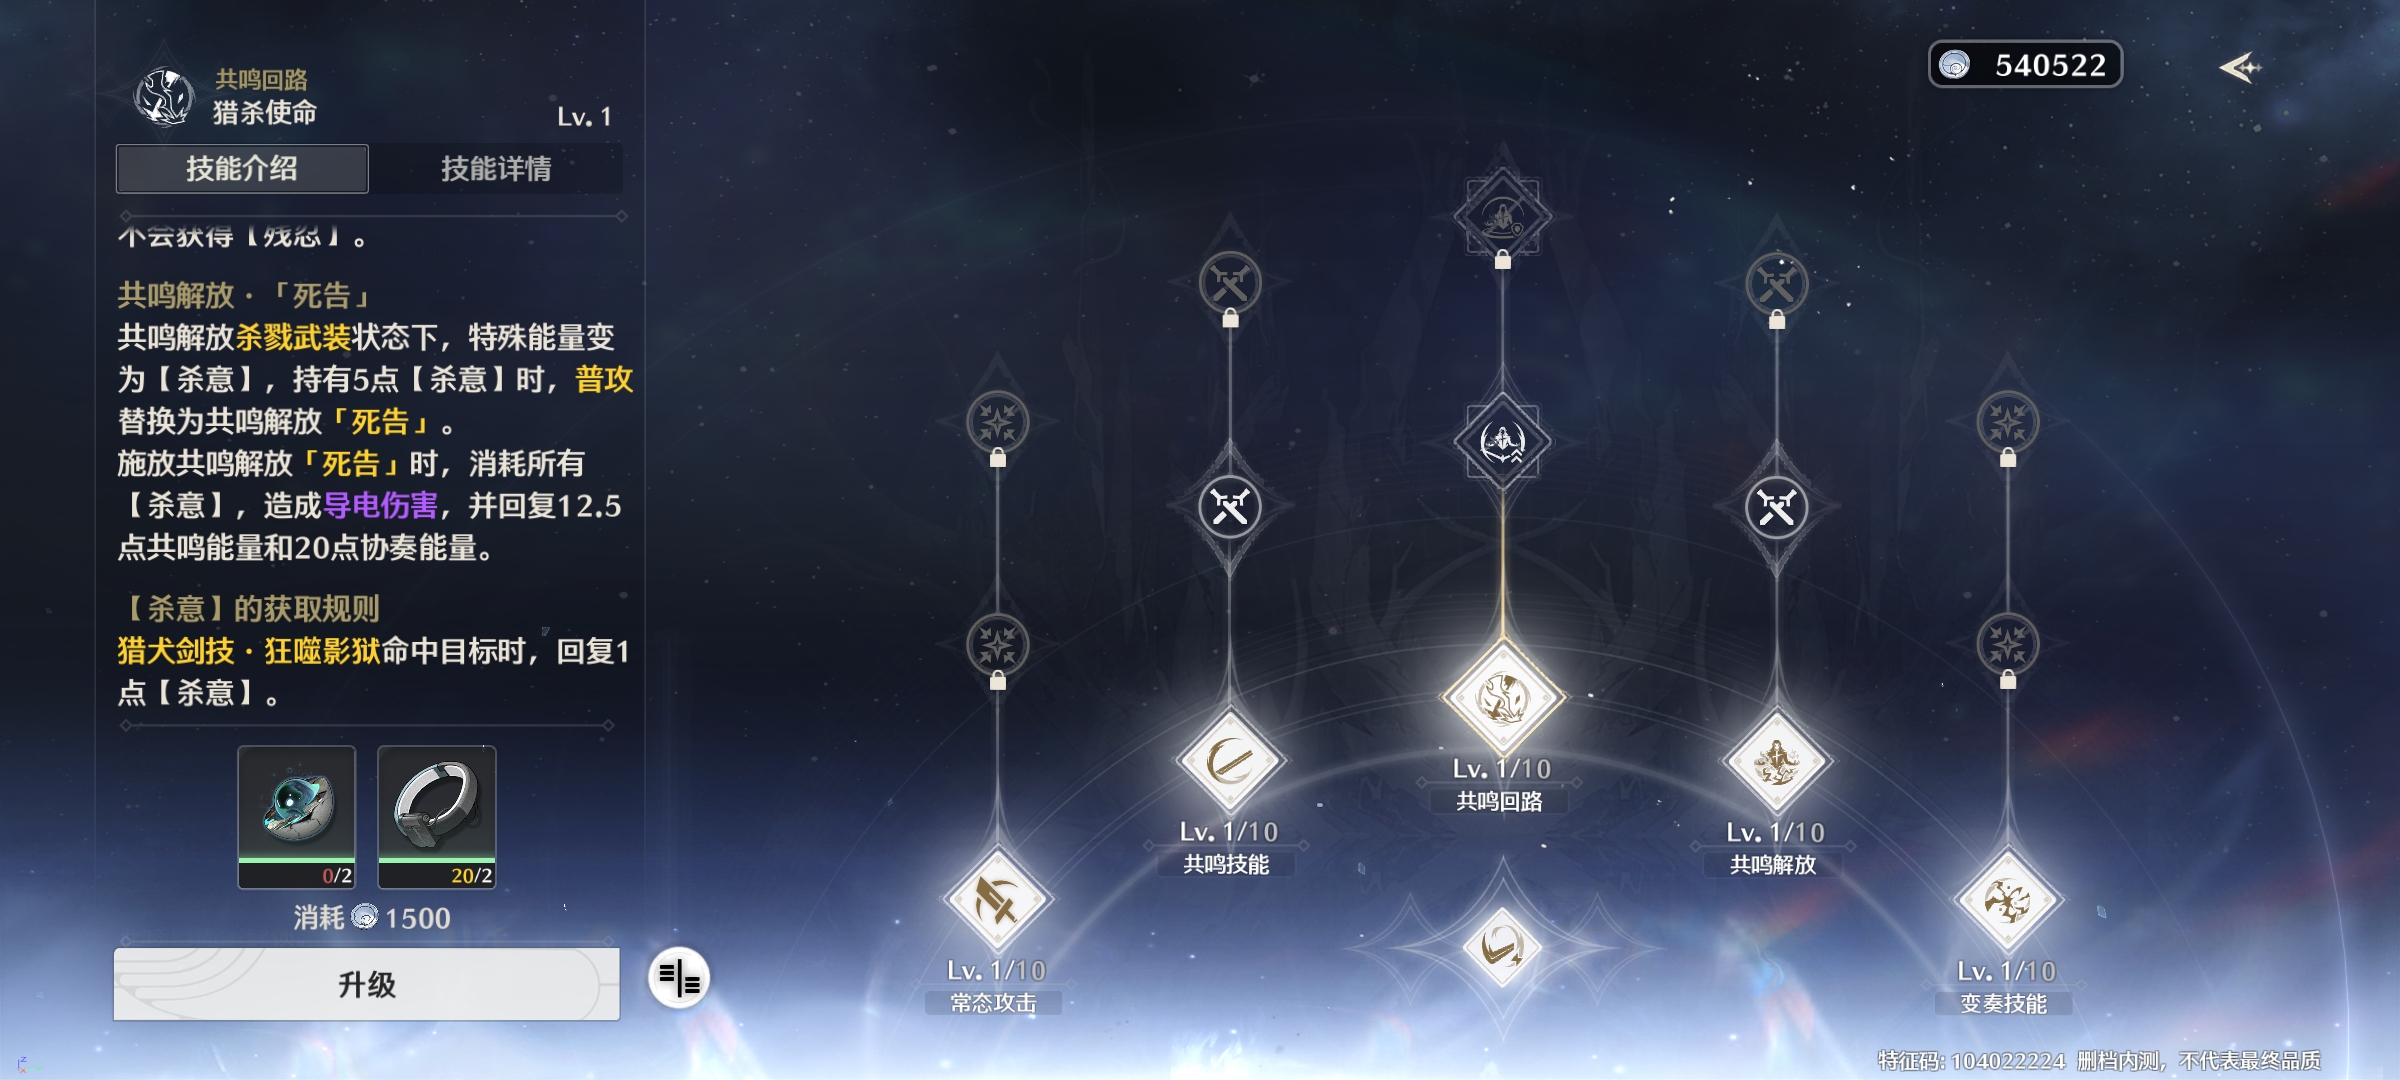 共鸣回路
猎杀使命
Lv. 1
技能介绍
技能详情
不会获得【残忍】。
共鸣解放·「死告」
共鸣解放杀戮武装状态下，特殊能量变
为【杀意】，持有5点【杀意】时，普攻
替换为共鸣解放「死告」。
施放共鸣解放「死告」时，消耗所有
【杀意】，造成导电伤害，并回复12.5
点共鸣能量和20点协奏能量。
【杀意】的获取规则
猎犬剑技·狂噬影狱命中目标时，回复1
点【杀意】。
0/2
20/2
消耗 1500
升级
540522
Lv. 1/10
常态攻击
Lv. 1/10
共鸣技能
Lv. 1/10
共鸣回路
Lv. 1/10
共鸣解放
Lv. 1/10
变奏技能
特征码: 104022224 删档内测，不代表最终品质